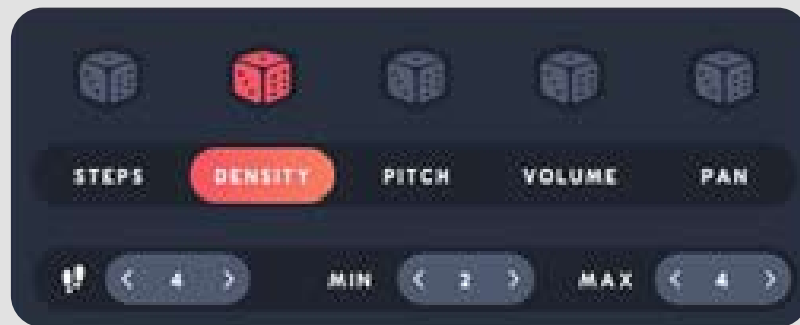 STEPS DENSITY PITCH VOLUME PAN
< 4 > MIN < 2 > MAX < 4 >